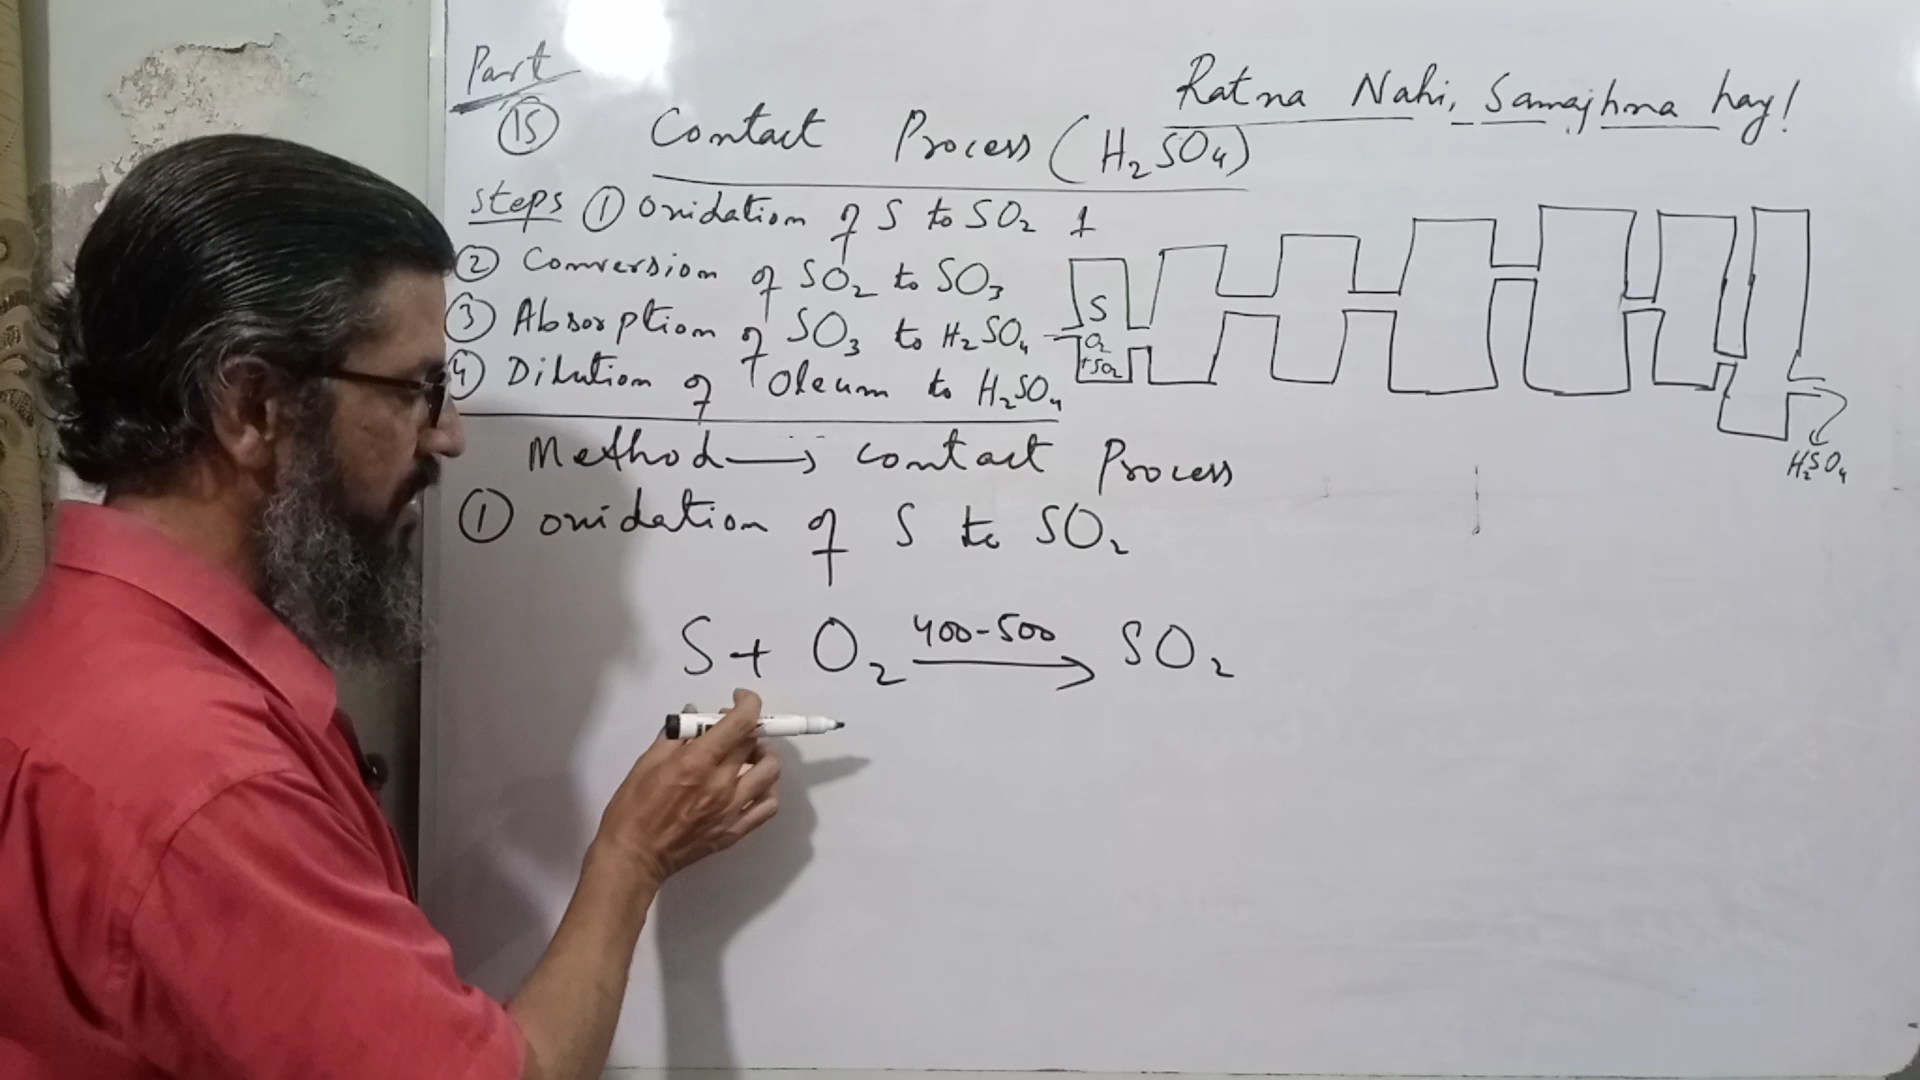 Part
15
Ratna Nahi, Samajhna hay!
Contact Process (H₂SO₄)
Steps ① Oxidation of S to SO₂ 1
② Conversion of SO₂ to SO₃
③ Absorption of SO₃ to H₂SO₄
④ Dilution of Oleum to H₂SO₄
S
O₂
+SO₂
H₂SO₄
Method → contact Process
① oxidation of S to SO₂
S + O₂ 400-500 → SO₂